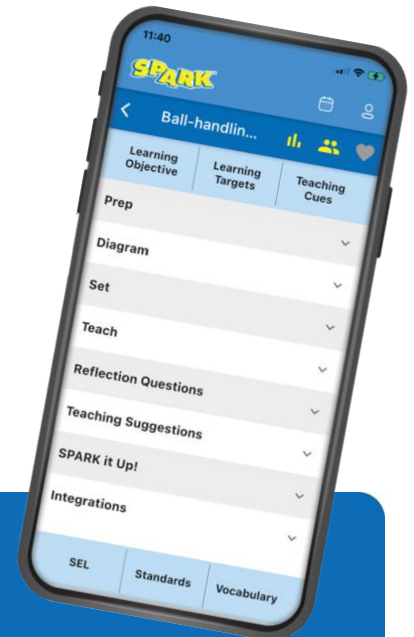 11:40
SPARK
Ball-handlin...
Learning
Objective
Learning
Targets
Teaching
Cues
Prep
Diagram
Set
Teach
Reflection Questions
Teaching Suggestions
SPARK it Up!
Integrations
SEL
Standards
Vocabulary